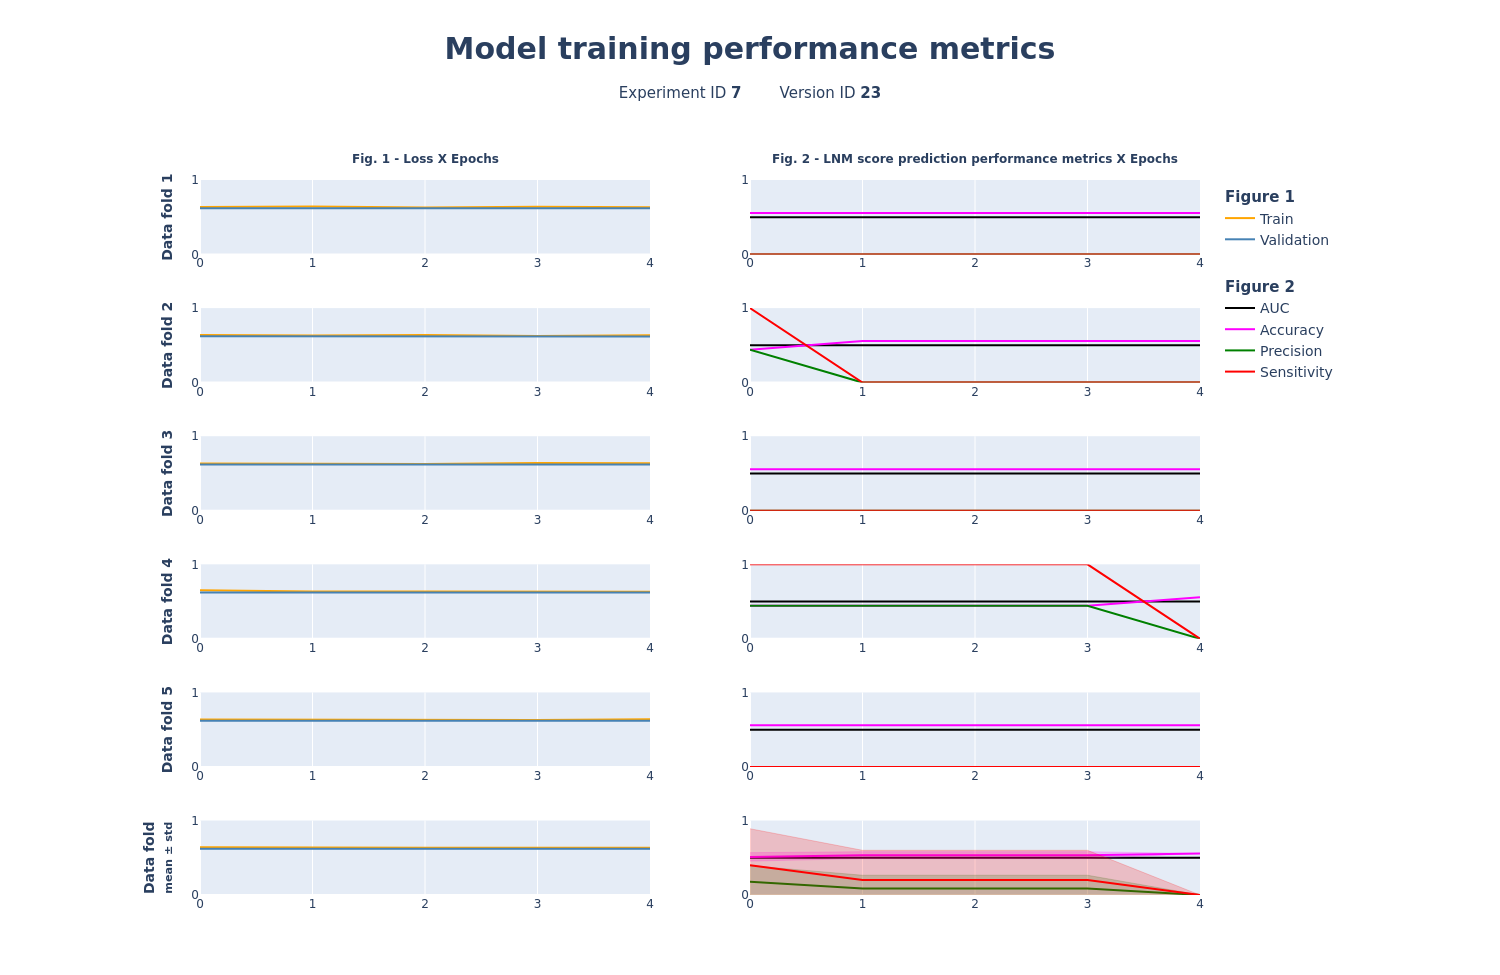 Model training performance metrics
Experiment ID 7 Version ID 23
Fig. 1 - Loss X Epochs
Fig. 2 - LNM score prediction performance metrics X Epochs
Data fold 1
1
0
0 1 2 3 4
1
0
0 1 2 3 4
Data fold 2
1
0
0 1 2 3 4
1
0
0 1 2 3 4
Data fold 3
1
0
0 1 2 3 4
1
0
0 1 2 3 4
Data fold 4
1
0
0 1 2 3 4
1
0
0 1 2 3 4
Data fold 5
1
0
0 1 2 3 4
1
0
0 1 2 3 4
Data fold
mean ± std
1
0
0 1 2 3 4
1
0
0 1 2 3 4
Figure 1
Train
Validation
Figure 2
AUC
Accuracy
Precision
Sensitivity